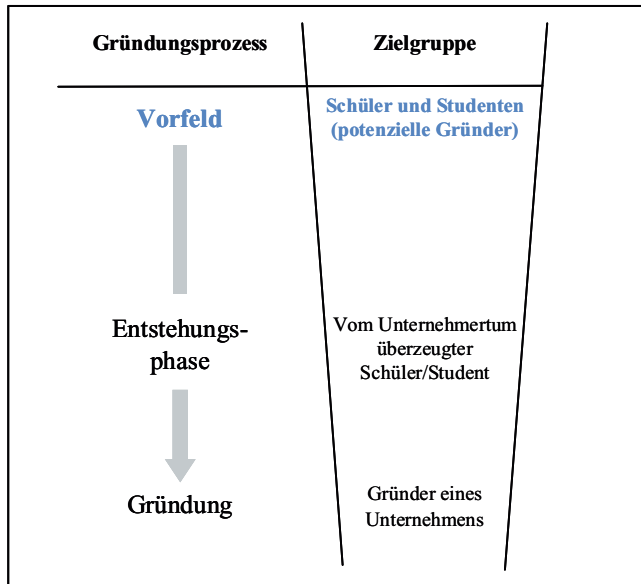 Gründungsprozess
Zielgruppe
Vorfeld
Schüler und Studenten
(potenzielle Gründer)
Entstehungs-
phase
Vom Unternehmertum
überzeugter
Schüler/Student
Gründung
Gründer eines
Unternehmens